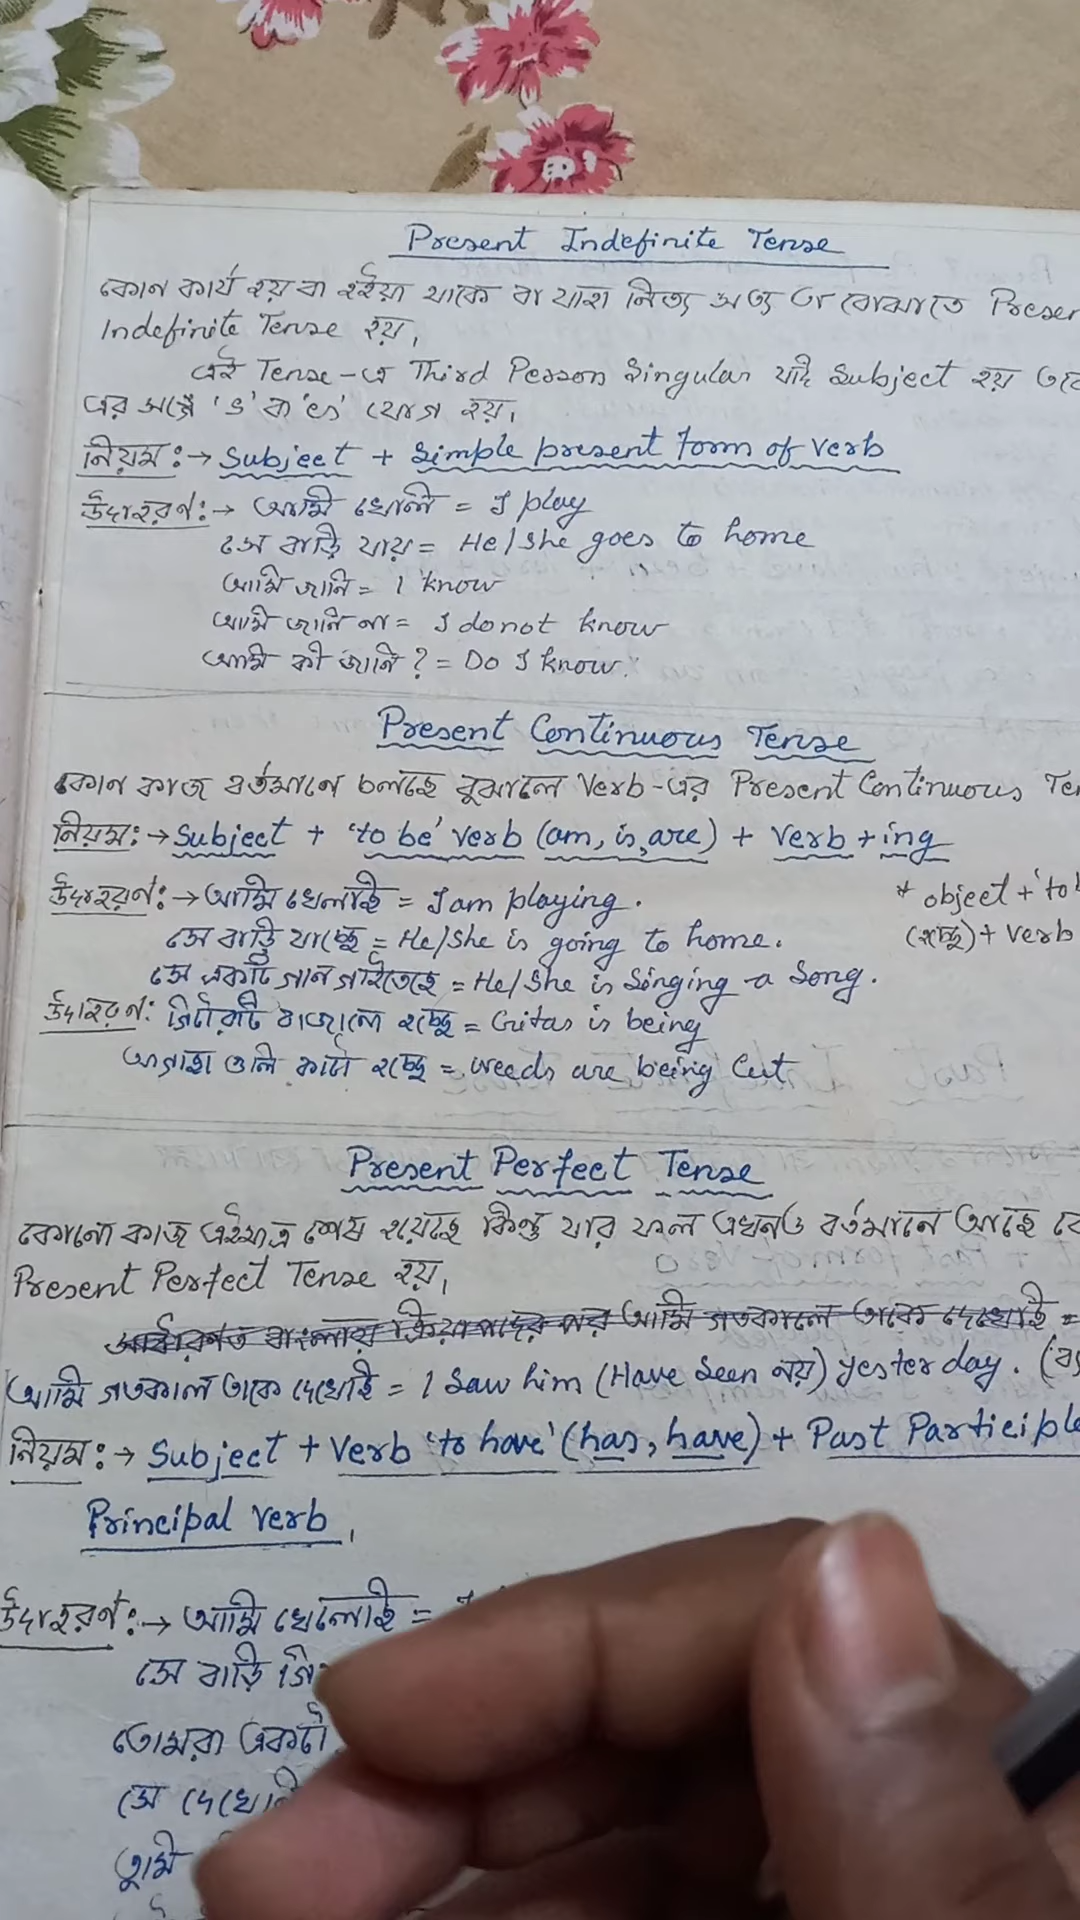 Present Indefinite Tense
কোন কার্য হয় বা হইয়া থাকে বা যাহা নিত্য সত্য তা বোঝাতে
Indefinite Tense হয়,
এই Tense-এ Third Person Singular যদি Subject হয়
এর সঙ্গে 's' বা 'es' যোগ হয়,
নিয়ম:→ Subject + Simple present form of verb
উদাহরণ:→ আমি খেলি = I play
সে বাড়ি যায় = He/She goes to home
আমি জানি = I know
আমি জানি না = I do not know
আমি কী জানি? = Do I know?
Present Continuous Tense
কোন কাজ বর্তমানে চলছে বুঝালে Verb-এর Present Continuous
নিয়ম:→ Subject + 'to be' verb (am, is, are) + verb + ing
উদাহরণ:→ আমি খেলছি = I am playing.
* object + 'to
সে বাড়ি যাচ্ছে = He/She is going to home.
(হচ্ছে) + verb
সে একটি গান গাইতেছে = He/She is singing a song.
উদাহরণ: গিটারটি বাজানো হচ্ছে = Gitar is being
আগাছা গুলি কাটা হচ্ছে = weeds are being cut
Present Perfect Tense
কোনো কাজ এইমাত্র শেষ হয়েছে কিন্তু যার ফল এখনও বর্তমানে আছে
Present Perfect Tense হয়,
আমি গতকাল তাকে দেখেছি =
আমি গতকাল তাকে দেখেছি = I saw him (Have seen নয়) yesterday.
নিয়ম:→ Subject + Verb 'to have' (has, have) + Past Participle
Principal verb,
উদাহরণ:→ আমি খেলেছি =
সে বাড়ি
তোমরা একটা
সে
তুমি